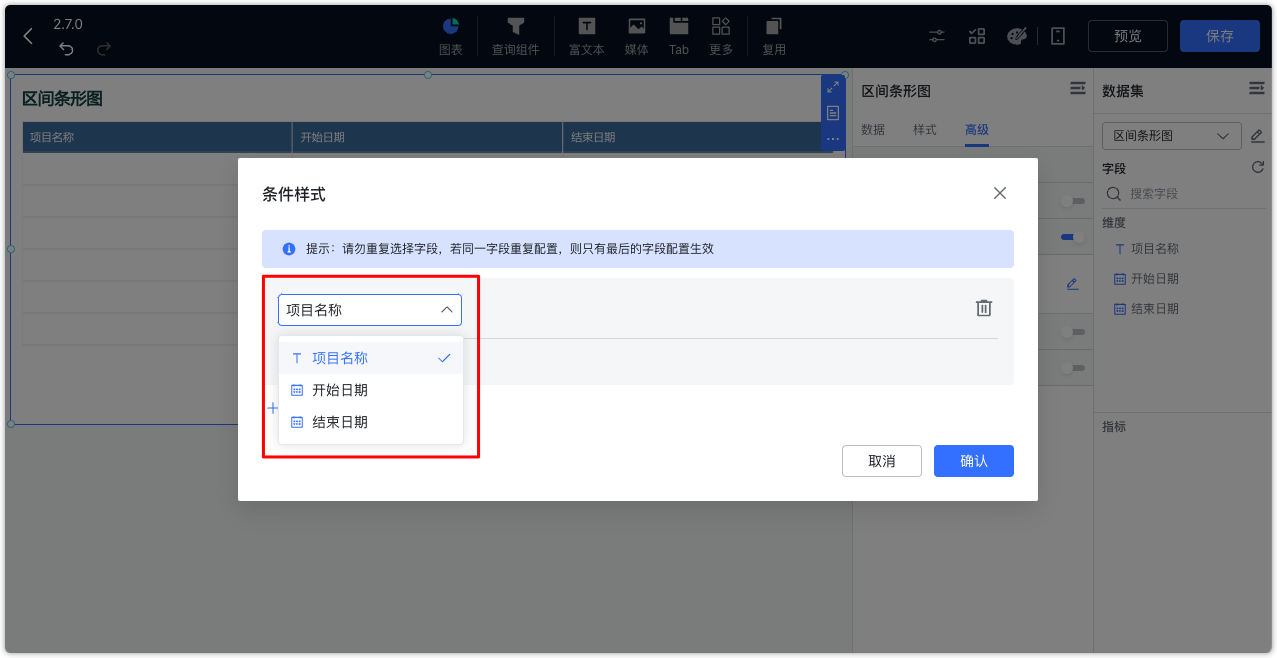 2.7.0
图表
查询组件
富文本
媒体
Tab
更多
复用
预览
保存
区间条形图
项目名称
开始日期
结束日期
区间条形图
数据
样式
高级
数据集
区间条形图
字段
搜索字段
维度
项目名称
开始日期
结束日期
指标
条件样式
提示：请勿重复选择字段，若同一字段重复配置，则只有最后的字段配置生效
项目名称
项目名称
开始日期
结束日期
取消
确认